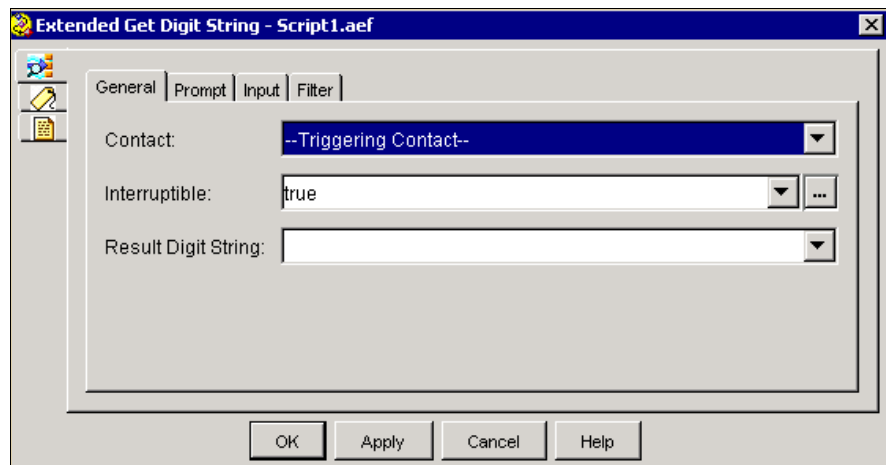 Extended Get Digit String - Script1.aef
General Prompt Input Filter
Contact: --Triggering Contact--
Interruptible: true ...
Result Digit String:
OK Apply Cancel Help